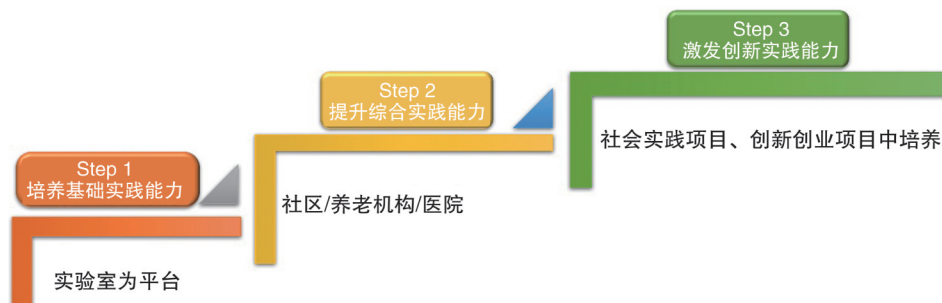 Step 1
培养基础实践能力
实验室为平台
Step 2
提升综合实践能力
社区/养老机构/医院
Step 3
激发创新实践能力
社会实践项目、创新创业项目中培养